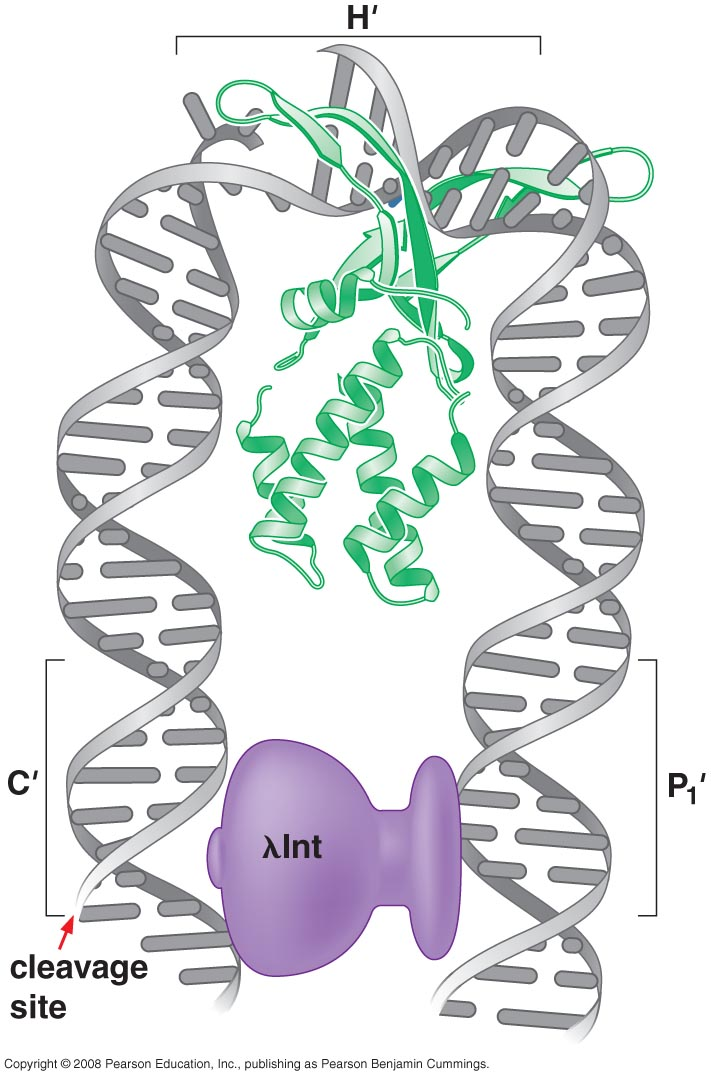 H′
C′
P₁′
λInt
cleavage
site
Copyright © 2008 Pearson Education, Inc., publishing as Pearson Benjamin Cummings.